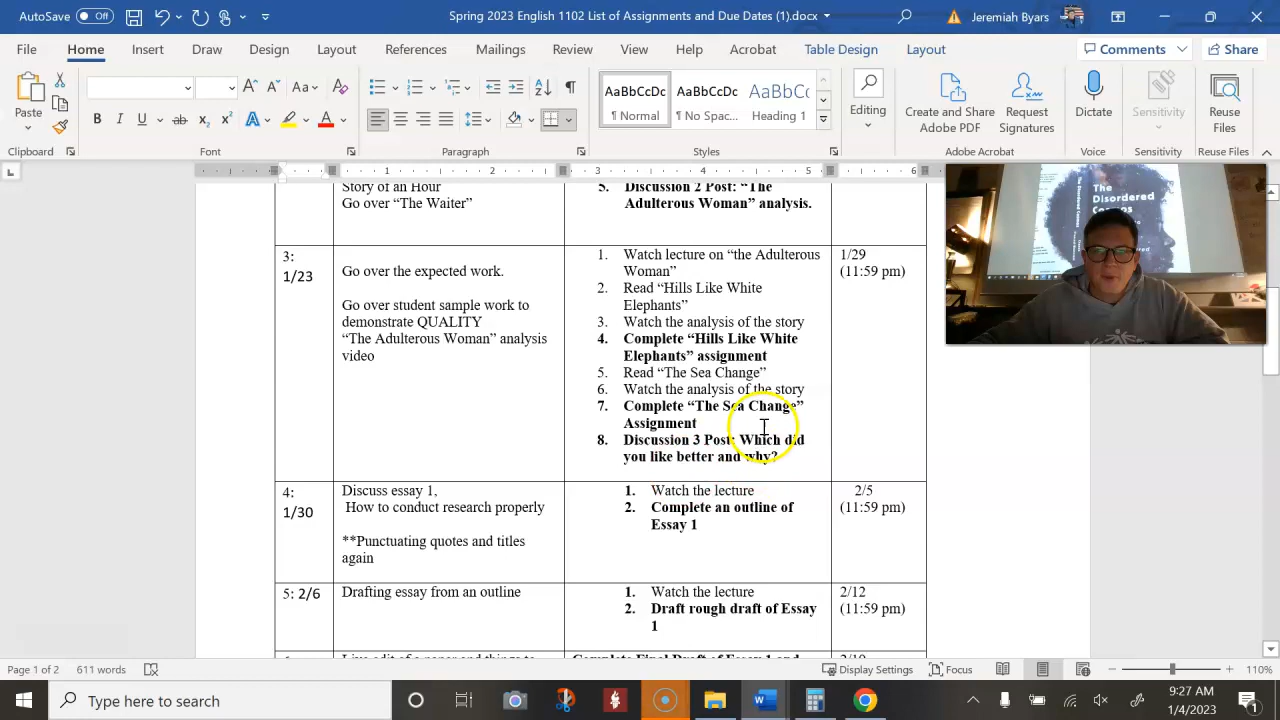 AutoSave Off
Spring 2023 English 1102 List of Assignments and Due Dates (1).docx
Jeremiah Byars
File Home Insert Draw Design Layout References Mailings Review View Help Acrobat Table Design Layout
Comments Share
Paste
Editing
Create and Share Adobe PDF
Request Signatures
Dictate
Sensitivity
Reuse Files
AaBbCcDc AaBbCcDc AaBbCc
¶ Normal ¶ No Spac... Heading 1
Clipboard Font Paragraph Styles Adobe Acrobat Voice Sensitivity Reuse Files
1 2 3 5 6
Story of an Hour
Go over “The Waiter”
5. Discussion 2 Post: “The
Adulterous Woman” analysis.
3:
1/23
Go over the expected work.
Go over student sample work to
demonstrate QUALITY
“The Adulterous Woman” analysis
video
1. Watch lecture on “the Adulterous
Woman”
2. Read “Hills Like White
Elephants”
3. Watch the analysis of the story
4. Complete “Hills Like White
Elephants” assignment
5. Read “The Sea Change”
6. Watch the analysis of the story
7. Complete “The Sea Change”
Assignment
8. Discussion 3 Post: Which did
you like better and why?
1/29
(11:59 pm)
4:
1/30
Discuss essay 1,
How to conduct research properly
**Punctuating quotes and titles
again
1. Watch the lecture
2. Complete an outline of
Essay 1
2/5
(11:59 pm)
5: 2/6
Drafting essay from an outline
1. Watch the lecture
2. Draft rough draft of Essay
1
2/12
(11:59 pm)
The
Disordered
Page 1 of 2 611 words
Display Settings Focus 110%
Type here to search
9:27 AM
1/4/2023